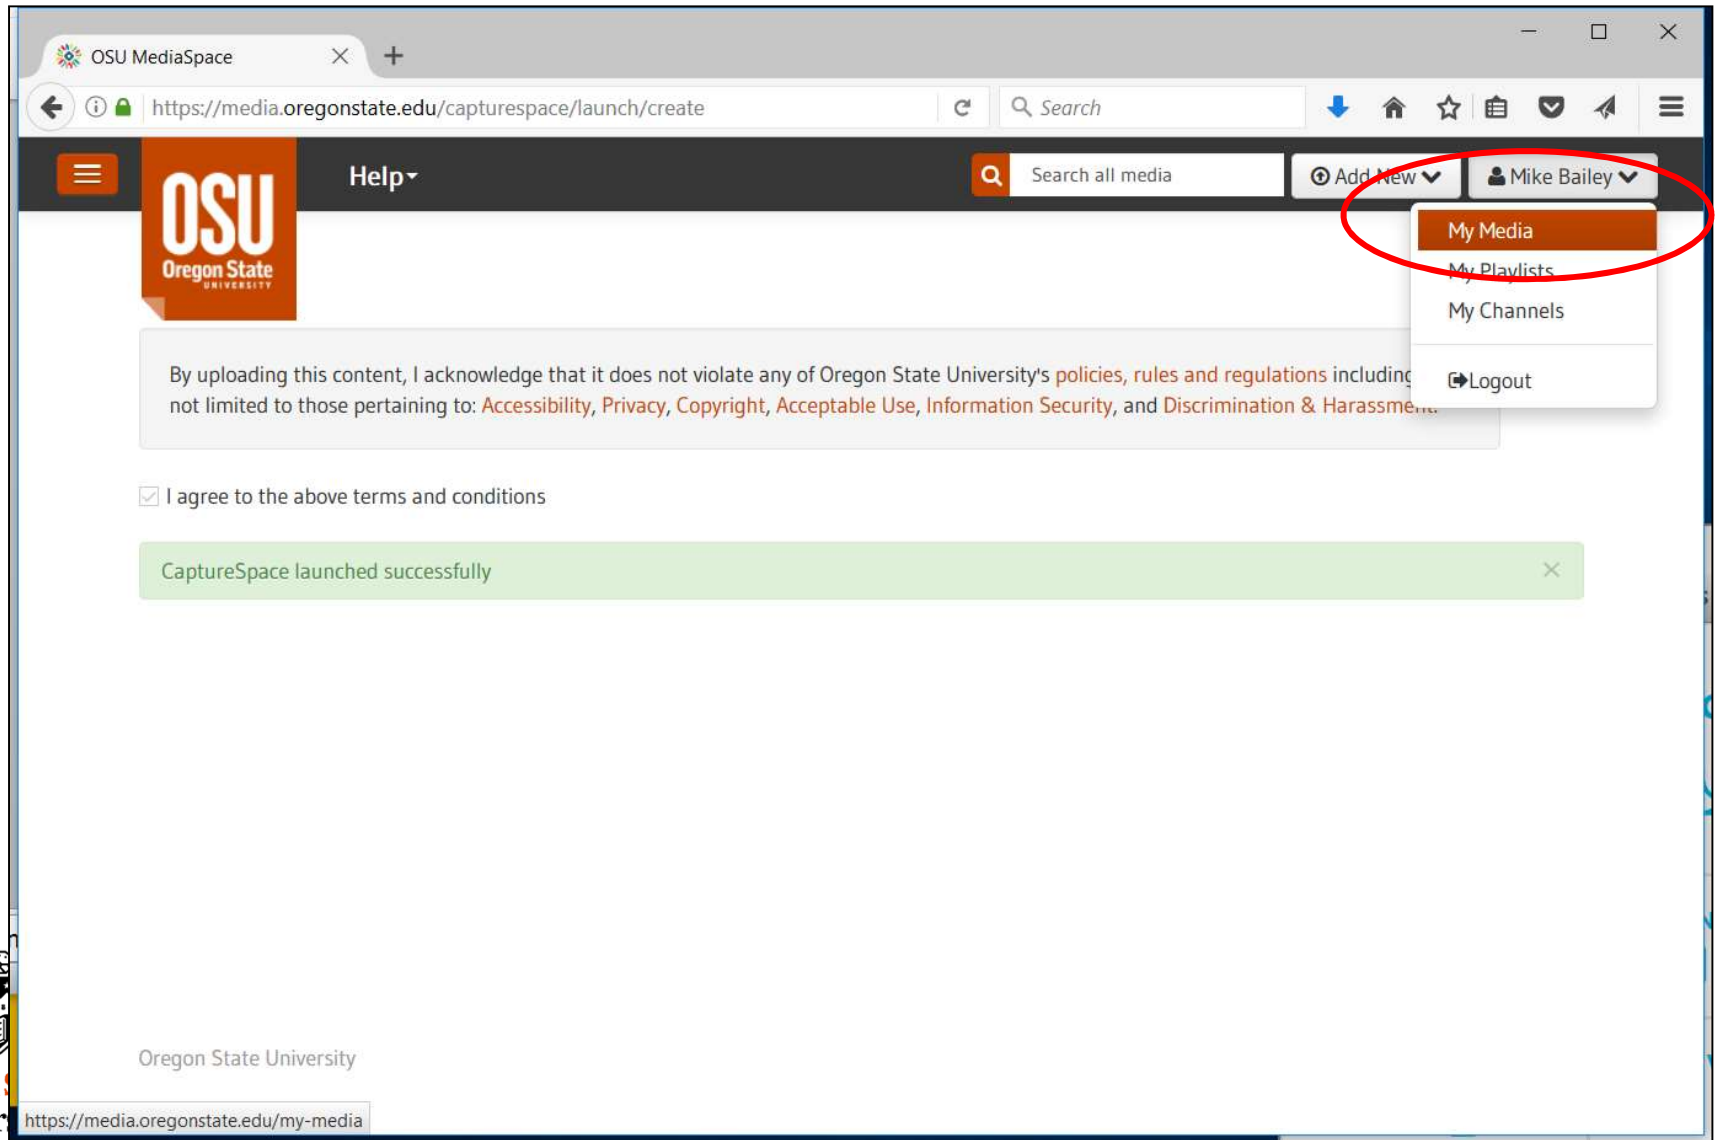 OSU MediaSpace
https://media.oregonstate.edu/capturespace/launch/create
Search
OSU
Oregon State
UNIVERSITY
Help
Search all media
Add New
Mike Bailey
My Media
My Playlists
My Channels
Logout
By uploading this content, I acknowledge that it does not violate any of Oregon State University's policies, rules and regulations including
not limited to those pertaining to: Accessibility, Privacy, Copyright, Acceptable Use, Information Security, and Discrimination & Harassment.
I agree to the above terms and conditions
CaptureSpace launched successfully
Oregon State University
https://media.oregonstate.edu/my-media